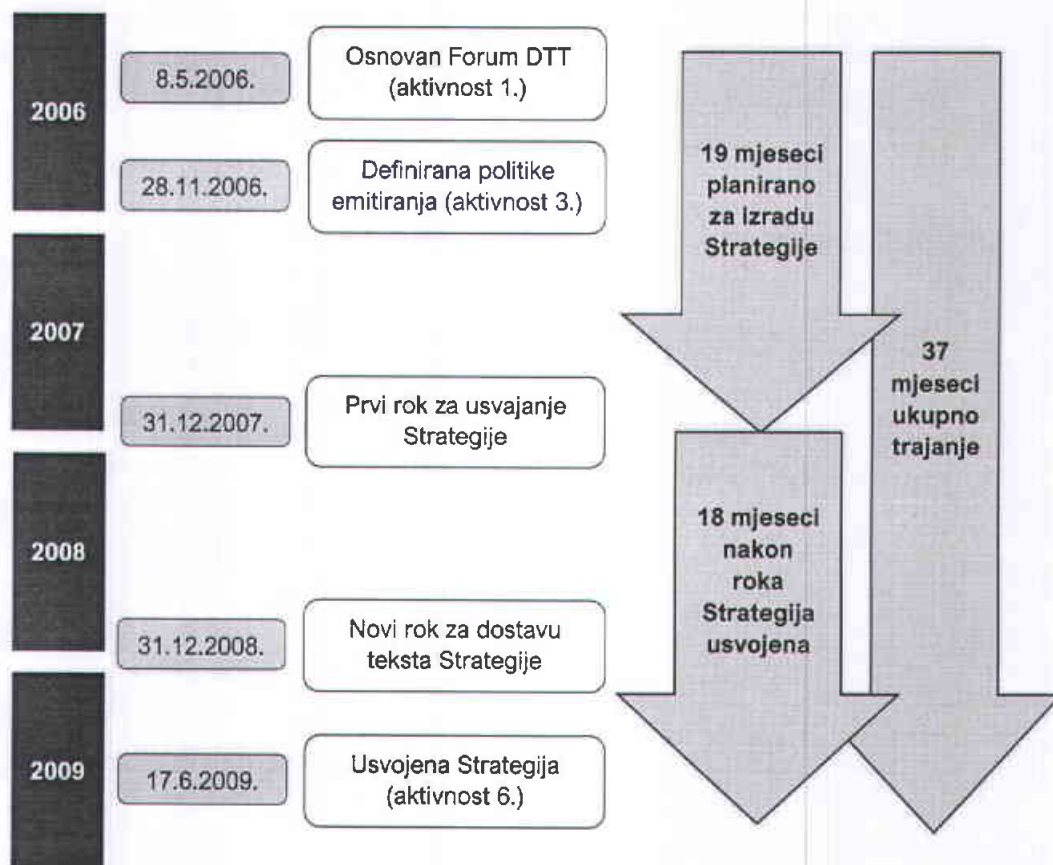 2006
8.5.2006.
Osnovan Forum DTT
(aktivnost 1.)
28.11.2006.
Definirana politike
emitiranja (aktivnost 3.)
2007
31.12.2007.
Prvi rok za usvajanje
Strategije
2008
31.12.2008.
Novi rok za dostavu
teksta Strategije
2009
17.6.2009.
Usvojena Strategija
(aktivnost 6.)
19 mjeseci
planirano
za izradu
Strategije
18 mjeseci
nakon
roka
Strategija
usvojena
37
mjeseci
ukupno
trajanje